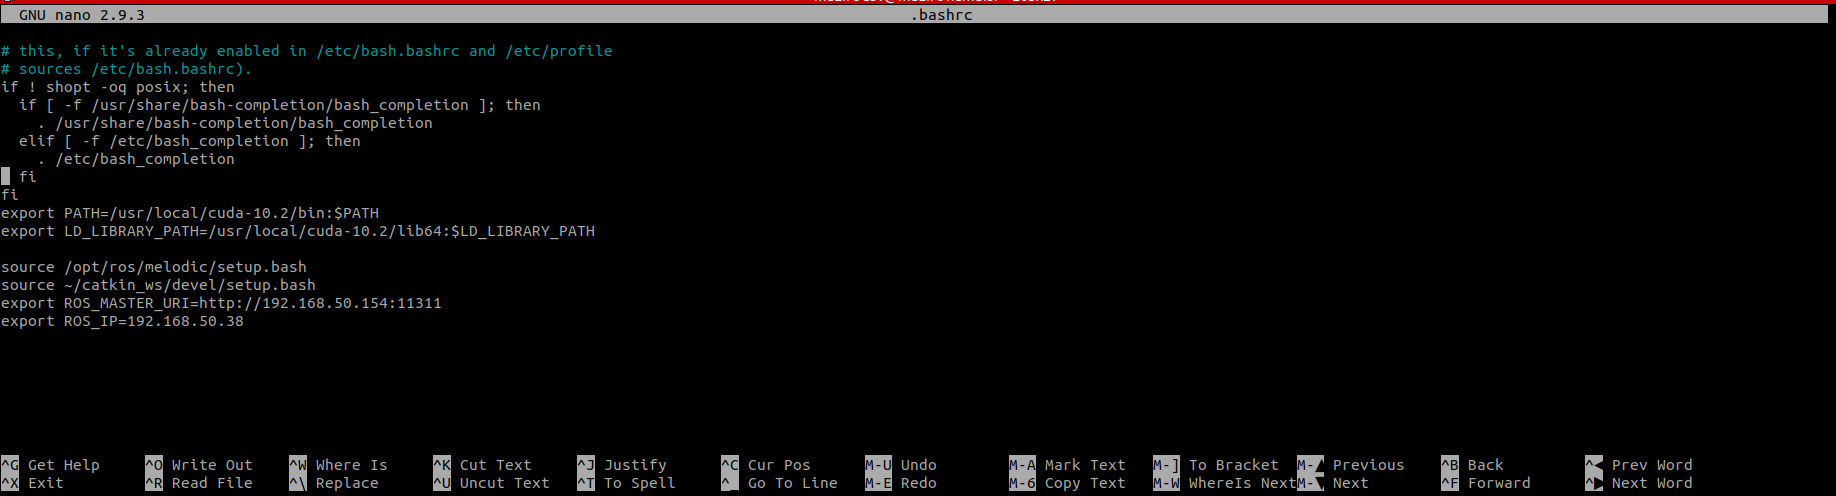 GNU nano 2.9.3 .bashrc
# this, if it's already enabled in /etc/bash.bashrc and /etc/profile
# sources /etc/bash.bashrc).
if ! shopt -oq posix; then
  if [ -f /usr/share/bash-completion/bash_completion ]; then
    . /usr/share/bash-completion/bash_completion
  elif [ -f /etc/bash_completion ]; then
    . /etc/bash_completion
  fi
fi
export PATH=/usr/local/cuda-10.2/bin:$PATH
export LD_LIBRARY_PATH=/usr/local/cuda-10.2/lib64:$LD_LIBRARY_PATH
source /opt/ros/melodic/setup.bash
source ~/catkin_ws/devel/setup.bash
export ROS_MASTER_URI=http://192.168.50.154:11311
export ROS_IP=192.168.50.38
^G Get Help ^O Write Out ^W Where Is ^K Cut Text ^J Justify ^C Cur Pos M-U Undo M-A Mark Text M-] To Bracket M-▲ Previous ^B Back ^◀ Prev Word
^X Exit ^R Read File ^\ Replace ^U Uncut Text ^T To Spell ^_ Go To Line M-E Redo M-6 Copy Text M-W WhereIs Next M-▼ Next ^F Forward ^▶ Next Word